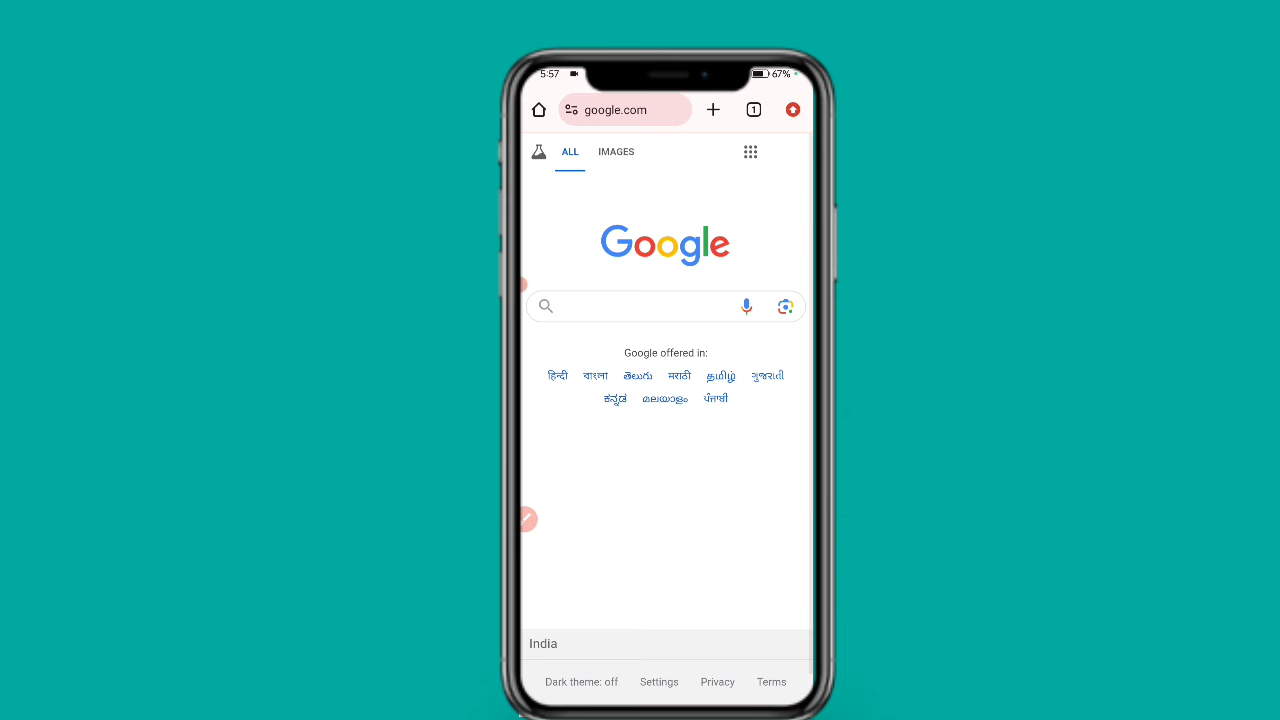 5:57 67%
google.com 1
ALL IMAGES
Google
Google offered in:
हिन्दी বাংলা తెలుగు मराठी தமிழ் ગુજરાતી
ಕನ್ನಡ മലയാളം ਪੰਜਾਬੀ
India
Dark theme: off Settings Privacy Terms